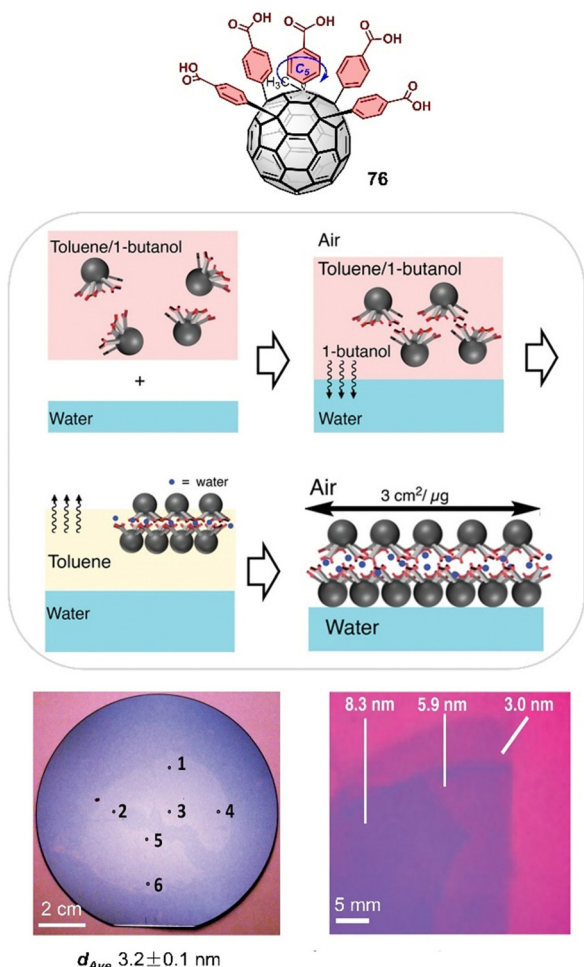 OH
O
OH
O
O
OH
HO
O
O
OH
C5
H3C
76
Toluene/1-butanol
+
Water
Air
Toluene/1-butanol
1-butanol
Water
• = water
Toluene
Water
Air
3 cm²/ μg
Water
1
2
3
4
5
6
2 cm
dAve 3.2±0.1 nm
8.3 nm
5.9 nm
3.0 nm
5 mm